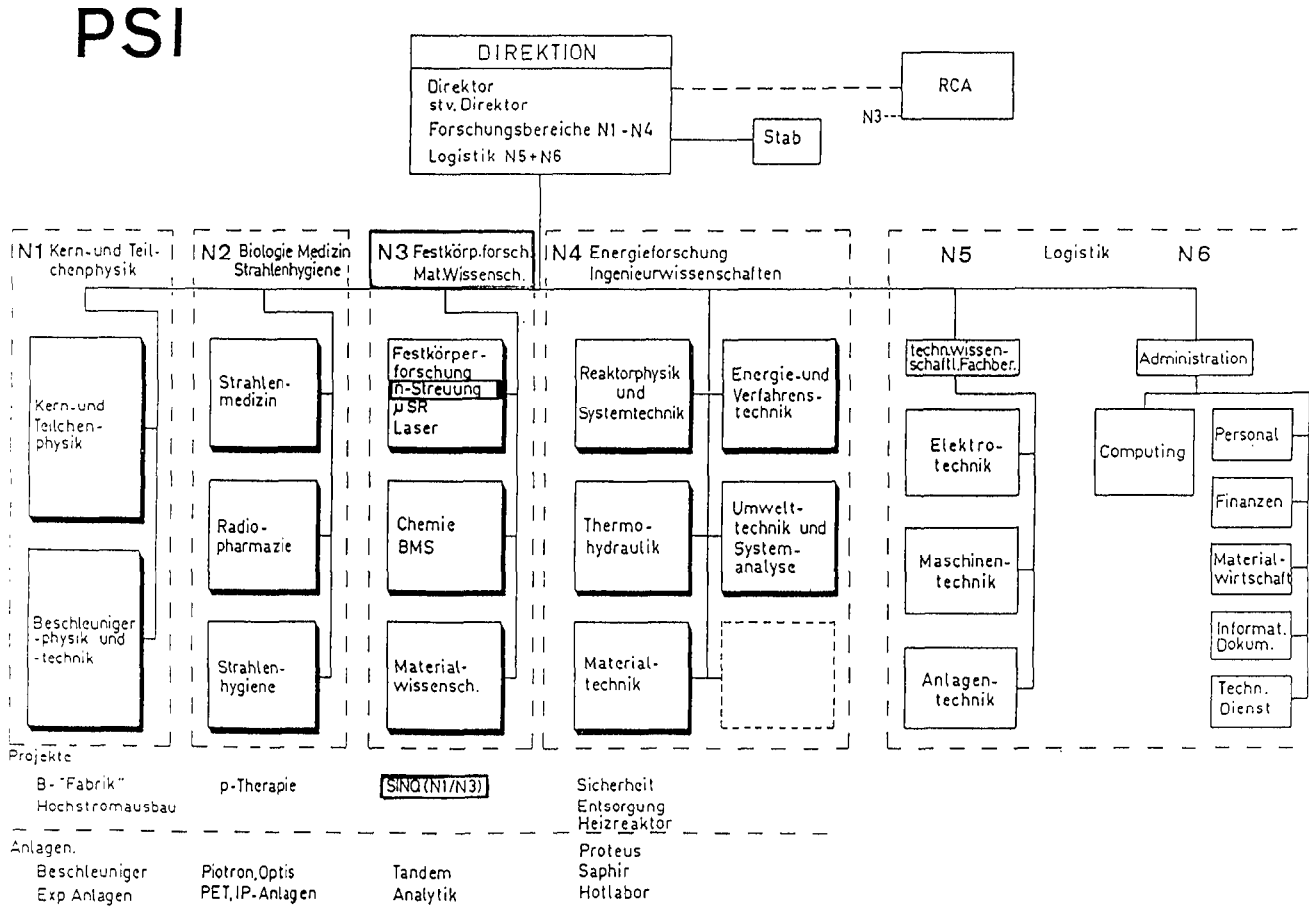 PSI
DIREKTION
Direktor
stv. Direktor
Forschungsbereiche N1-N4
Logistik N5+N6
RCA
N3
Stab
N1 Kern-und Teil-
chenphysik
N2 Biologie Medizin
Strahlenhygiene
N3 Festkörp.forsch.
Mat.Wissensch.
N4 Energieforschung
Ingenieurwissenschaften
N5 Logistik N6
Kern-und
Teilchen-
physik
Beschleuniger
-physik und
-technik
Strahlen-
medizin
Radio-
pharmazie
Strahlen-
hygiene
Festkörper-
forschung
n-Streuung
µSR
Laser
Chemie
BMS
Material-
wissensch.
Reaktorphysik
und
Systemtechnik
Energie-und
Verfahrens-
technik
Thermo-
hydraulik
Umwelt-
technik und
System-
analyse
Material-
technik
techn.wissen-
schaftl.Fachber.
Elektro-
technik
Maschinen-
technik
Anlagen-
technik
Administration
Computing
Personal
Finanzen
Material-
wirtschaft
Informat.
Dokum.
Techn.
Dienst
Projekte
B-"Fabrik"
Hochstromausbau
p-Therapie
SINQ (N1/N3)
Sicherheit
Entsorgung
Heizreaktor
Anlagen.
Beschleuniger
Exp Anlagen
Piotron,Optis
PET,IP-Anlagen
Tandem
Analytik
Proteus
Saphir
Hotlabor